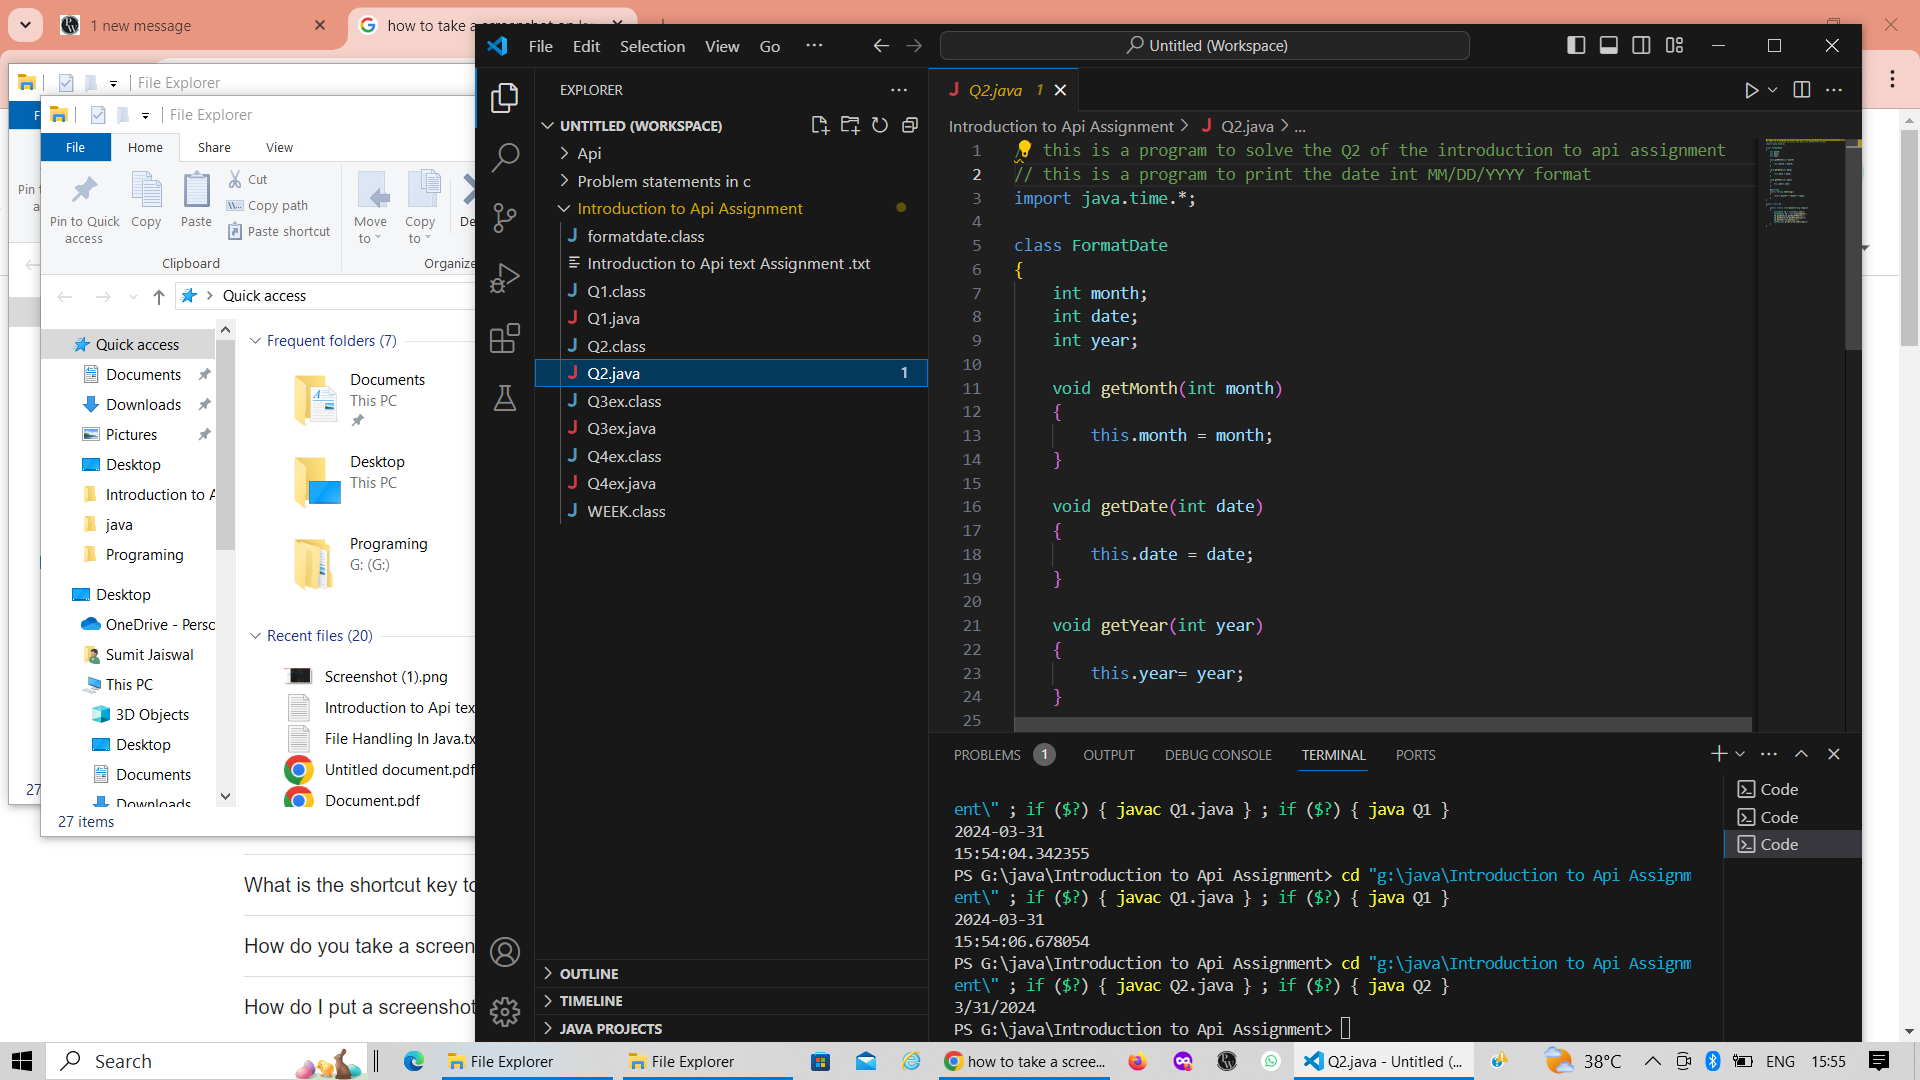 1 new message
how to take a screenshot on lap
File Explorer
File Explorer
File
Home
Share
View
Pin to Quick access
Copy
Paste
Cut
Copy path
Paste shortcut
Move to
Copy to
Clipboard
Organize
Quick access
Quick access
Documents
Downloads
Pictures
Desktop
Introduction to A
java
Programing
Desktop
OneDrive - Perso
Sumit Jaiswal
This PC
3D Objects
Desktop
Documents
Downloads
Frequent folders (7)
Documents
This PC
Desktop
This PC
Programing
G: (G:)
Recent files (20)
Screenshot (1).png
Introduction to Api tex
File Handling In Java.tx
Untitled document.pdf
Document.pdf
27
27 items
What is the shortcut key to
How do you take a screen
How do I put a screenshot
File Edit Selection View Go ···
Untitled (Workspace)
EXPLORER
UNTITLED (WORKSPACE)
Api
Problem statements in c
Introduction to Api Assignment
formatdate.class
Introduction to Api text Assignment .txt
Q1.class
Q1.java
Q2.class
Q2.java 1
Q3ex.class
Q3ex.java
Q4ex.class
Q4ex.java
WEEK.class
OUTLINE
TIMELINE
JAVA PROJECTS
Q2.java 1
Introduction to Api Assignment > Q2.java > ...
1 // this is a program to solve the Q2 of the introduction to api assignment
2 // this is a program to print the date int MM/DD/YYYY format
3 import java.time.*;
4
5 class FormatDate
6 {
7 int month;
8 int date;
9 int year;
10
11 void getMonth(int month)
12 {
13 this.month = month;
14 }
15
16 void getDate(int date)
17 {
18 this.date = date;
19 }
20
21 void getYear(int year)
22 {
23 this.year= year;
24 }
25
PROBLEMS 1 OUTPUT DEBUG CONSOLE TERMINAL PORTS
ent\" ; if ($?) { javac Q1.java } ; if ($?) { java Q1 }
2024-03-31
15:54:04.342355
PS G:\java\Introduction to Api Assignment> cd "g:\java\Introduction to Api Assignm
ent\" ; if ($?) { javac Q1.java } ; if ($?) { java Q1 }
2024-03-31
15:54:06.678054
PS G:\java\Introduction to Api Assignment> cd "g:\java\Introduction to Api Assignm
ent\" ; if ($?) { javac Q2.java } ; if ($?) { java Q2 }
3/31/2024
PS G:\java\Introduction to Api Assignment>
Code
Code
Code
Search
File Explorer
File Explorer
how to take a scree...
Q2.java - Untitled (...
38°C
ENG
15:55